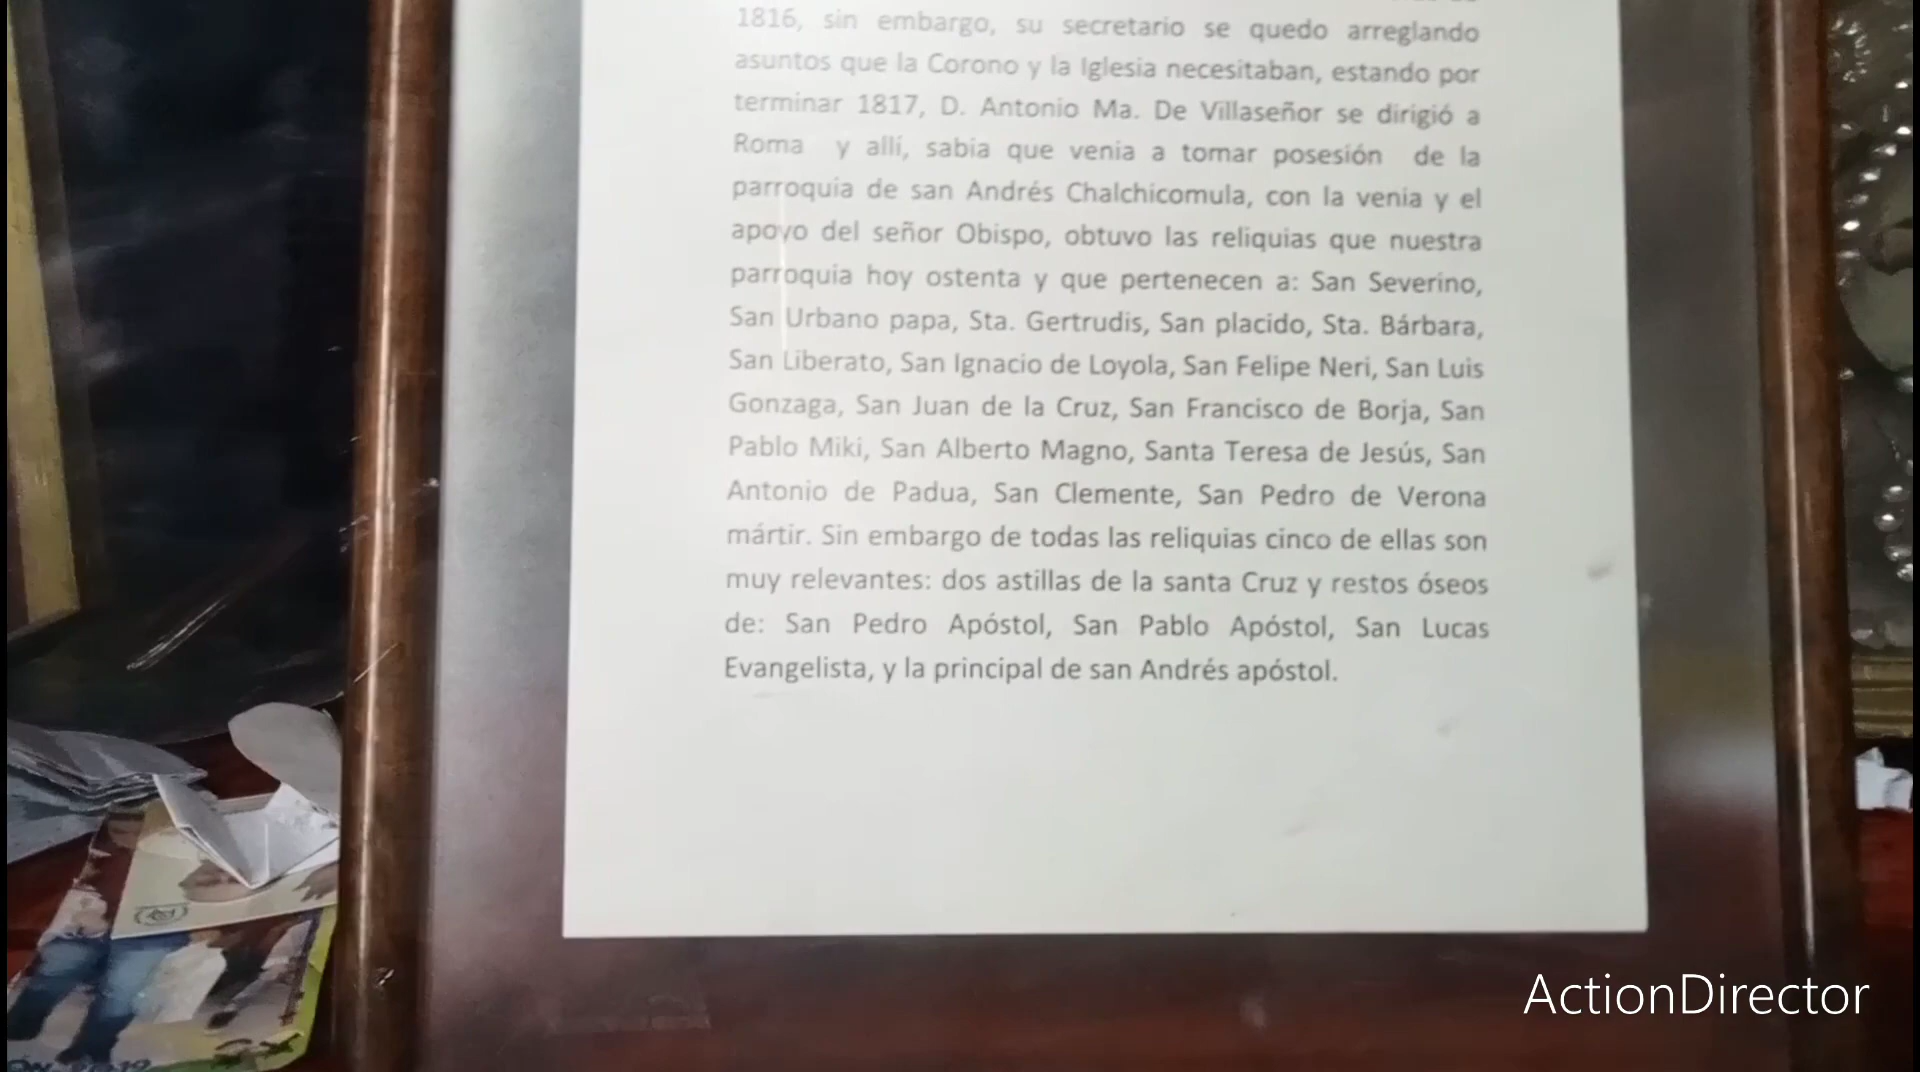 1816, sin embargo, su secretario se quedo arreglando
asuntos que la Corono y la Iglesia necesitaban, estando por
terminar 1817, D. Antonio Ma. De Villaseñor se dirigió a
Roma y allí, sabia que venia a tomar posesión de la
parroquia de san Andrés Chalchicomula, con la venia y el
apoyo del señor Obispo, obtuvo las reliquias que nuestra
parroquia hoy ostenta y que pertenecen a: San Severino,
San Urbano papa, Sta. Gertrudis, San placido, Sta. Bárbara,
San Liberato, San Ignacio de Loyola, San Felipe Neri, San Luis
Gonzaga, San Juan de la Cruz, San Francisco de Borja, San
Pablo Miki, San Alberto Magno, Santa Teresa de Jesús, San
Antonio de Padua, San Clemente, San Pedro de Verona
mártir. Sin embargo de todas las reliquias cinco de ellas son
muy relevantes: dos astillas de la santa Cruz y restos óseos
de: San Pedro Apóstol, San Pablo Apóstol, San Lucas
Evangelista, y la principal de san Andrés apóstol.
ActionDirector